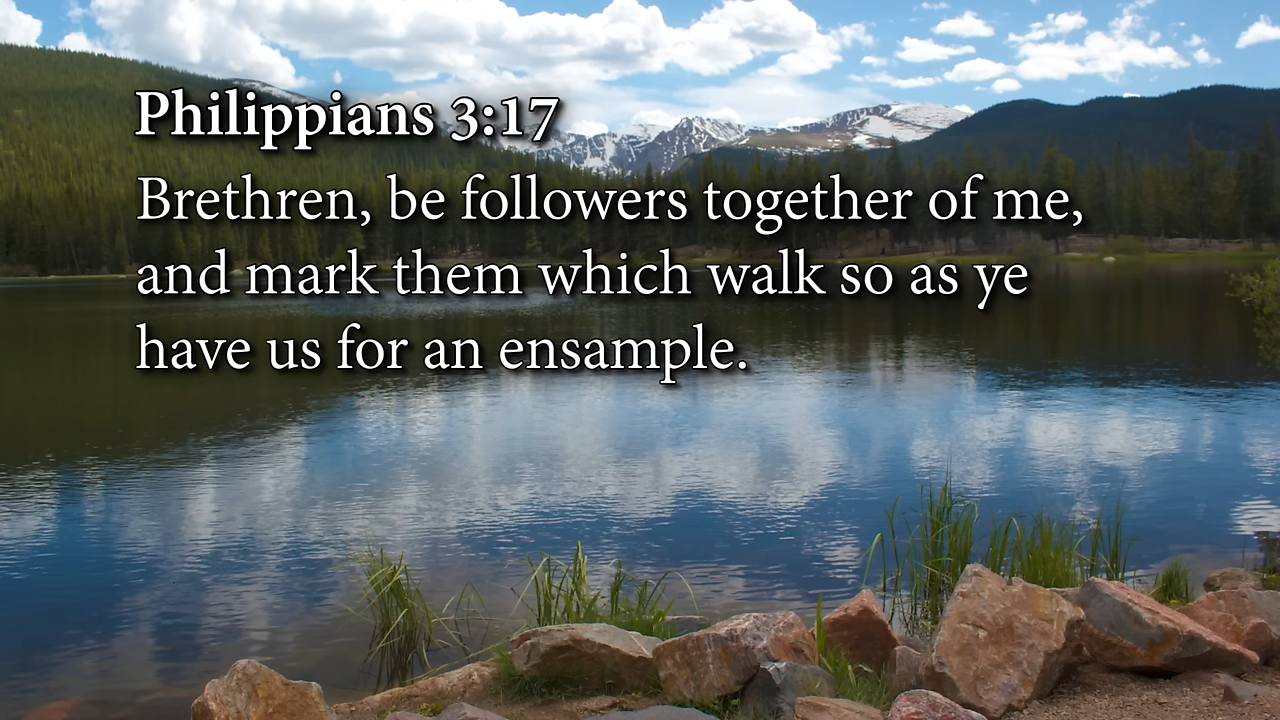 Philippians 3:17
Brethren, be followers together of me,
and mark them which walk so as ye
have us for an ensample.